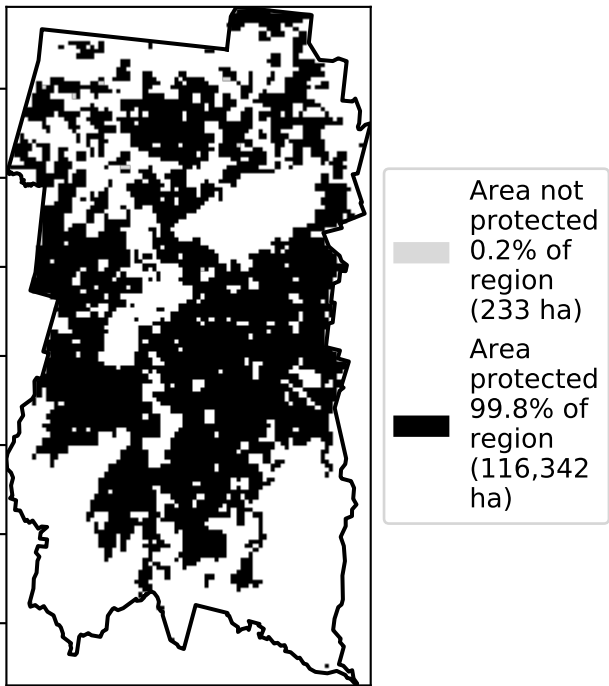 Area not
protected
0.2% of
region
(233 ha)
Area
protected
99.8% of
region
(116,342
ha)